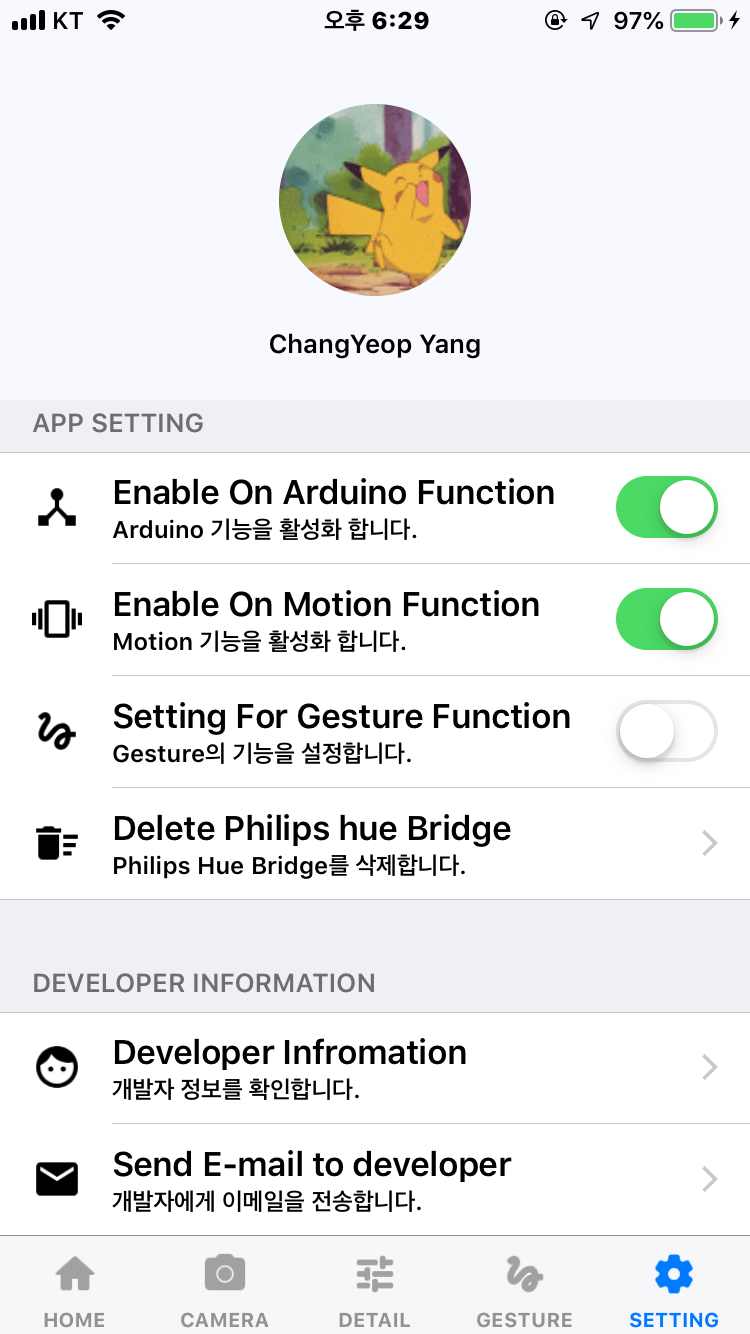 KT 오후 6:29 97%
ChangYeop Yang
APP SETTING
Enable On Arduino Function
Arduino 기능을 활성화 합니다.
Enable On Motion Function
Motion 기능을 활성화 합니다.
Setting For Gesture Function
Gesture의 기능을 설정합니다.
Delete Philips hue Bridge
Philips Hue Bridge를 삭제합니다.
DEVELOPER INFORMATION
Developer Infromation
개발자 정보를 확인합니다.
Send E-mail to developer
개발자에게 이메일을 전송합니다.
HOME CAMERA DETAIL GESTURE SETTING